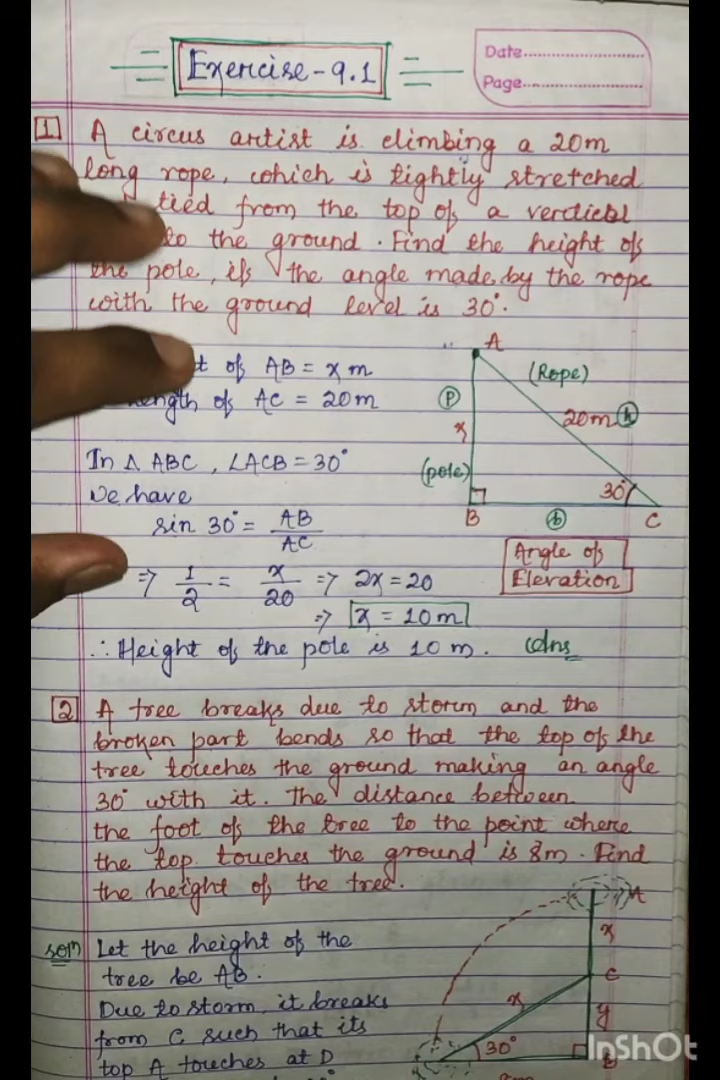 Exercise-9.1
Date
Page
1 A circus artist is climbing a 20m
long rope, which is tightly stretched
tied from the top of a vertical
to the ground. Find the height of
the pole, if the angle made by the rope
with the ground level is 30°.
t of AB = x m
length of AC = 20m
In △ ABC, ∠ACB = 30°
We have
sin 30° = AB/AC
⇒ 1/2 = x/20 ⇒ 2x = 20
⇒ x = 10 m
∴ Height of the pole is 10 m. Ans
A
(Rope)
P
20m h
x
(pole)
30°
B b C
Angle of
Elevation
2 A tree breaks due to storm and the
broken part bends so that the top of the
tree touches the ground making an angle
30° with it. The distance between
the foot of the tree to the point where
the top touches the ground is 8m. Find
the height of the tree.
Som Let the height of the
tree be AB.
Due to storm it breaks
from C such that its
top A touches at D
A
x
C
x
y
30°
B
8m
InShOt